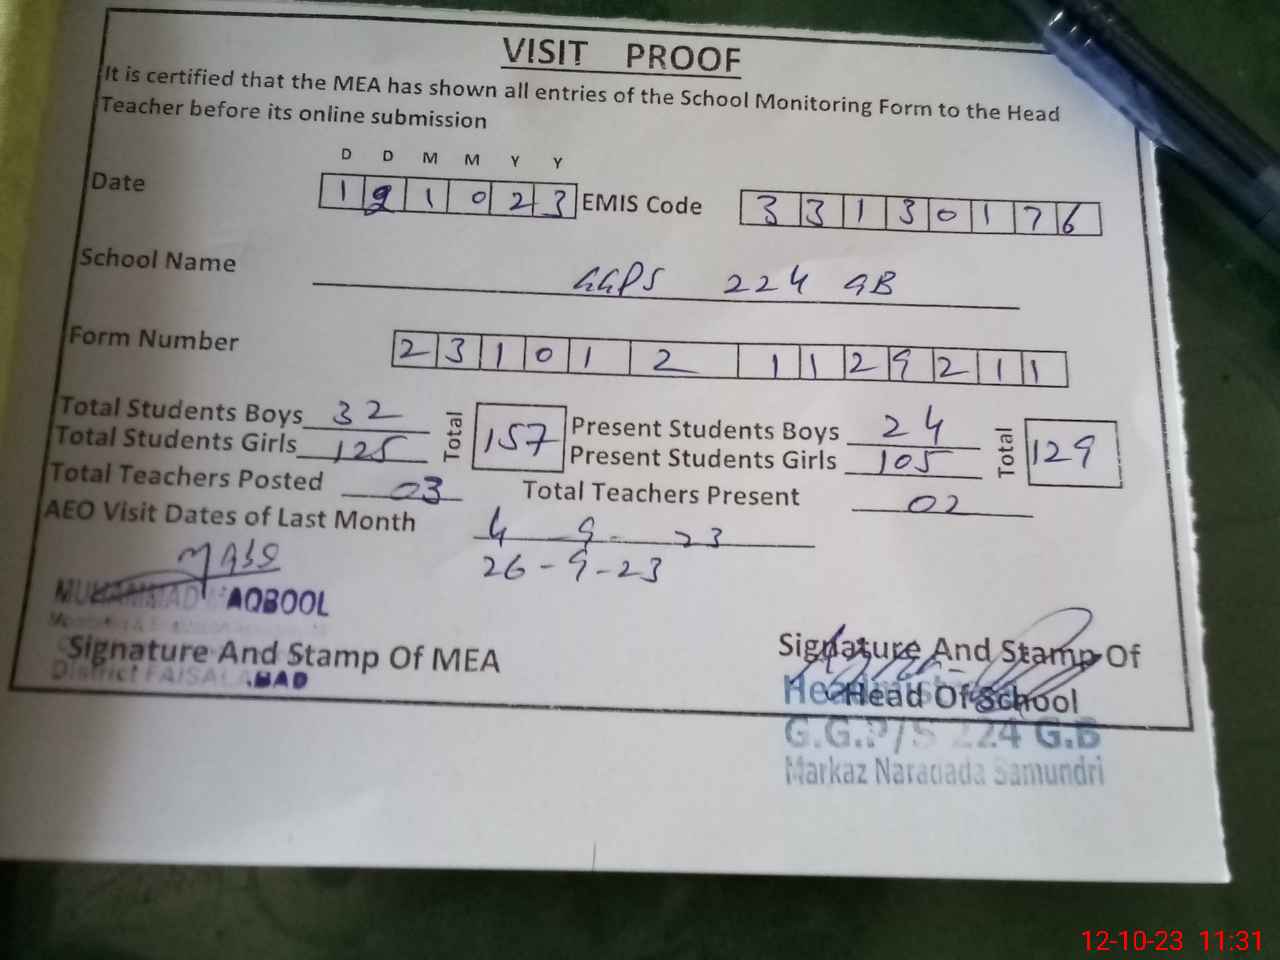 VISIT PROOF
It is certified that the MEA has shown all entries of the School Monitoring Form to the Head
Teacher before its online submission
D D M M Y Y
Date 1 2 1 0 2 3 EMIS Code 3 3 1 3 0 1 7 6
School Name GGPS 224 GB
Form Number 2 3 1 0 1 2 1 1 2 9 2 1 1
Total Students Boys 32 Total 157 Present Students Boys 24 Total 129
Total Students Girls 125 Present Students Girls 105
Total Teachers Posted 03 Total Teachers Present 02
AEO Visit Dates of Last Month 4 - 9 - 23
26 - 9 - 23
MUHAMMAD MAQBOOL
Signature And Stamp Of MEA
District FAISALABAD
Signature And Stamp Of
Head Of School
Headmistress
G.G.P/S 224 G.B
Markaz Naradada Samundri
12-10-23 11:31